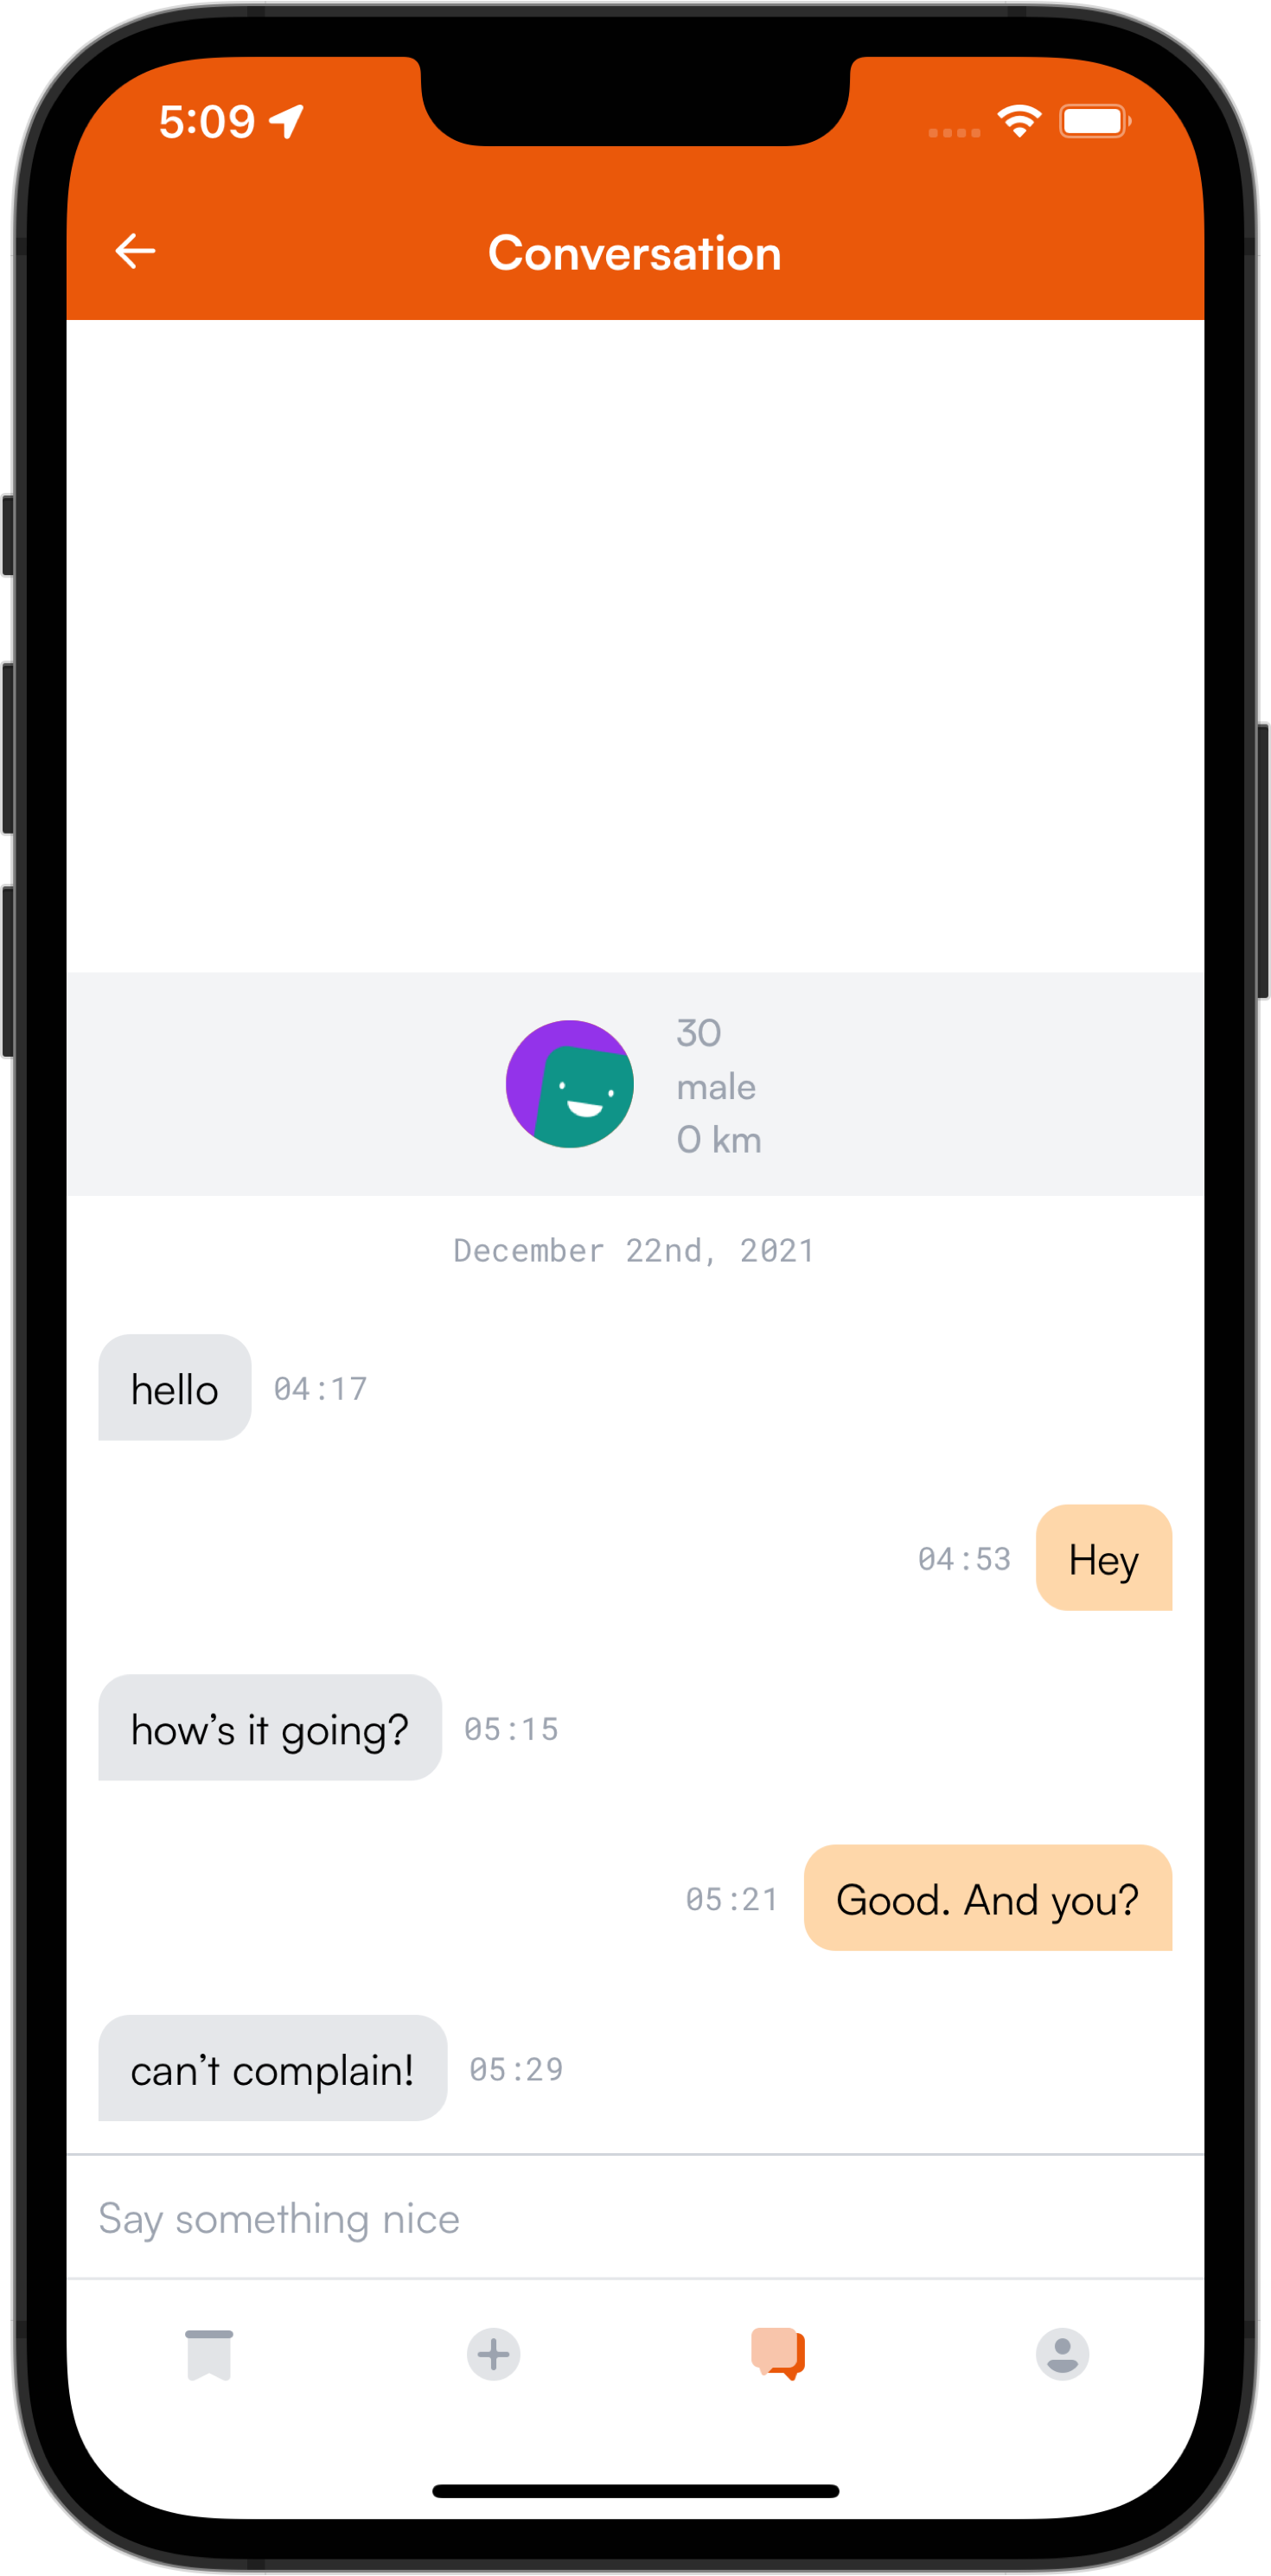 5:09
Conversation
30
male
0 km
December 22nd, 2021
hello 04:17
04:53 Hey
how’s it going? 05:15
05:21 Good. And you?
can’t complain! 05:29
Say something nice